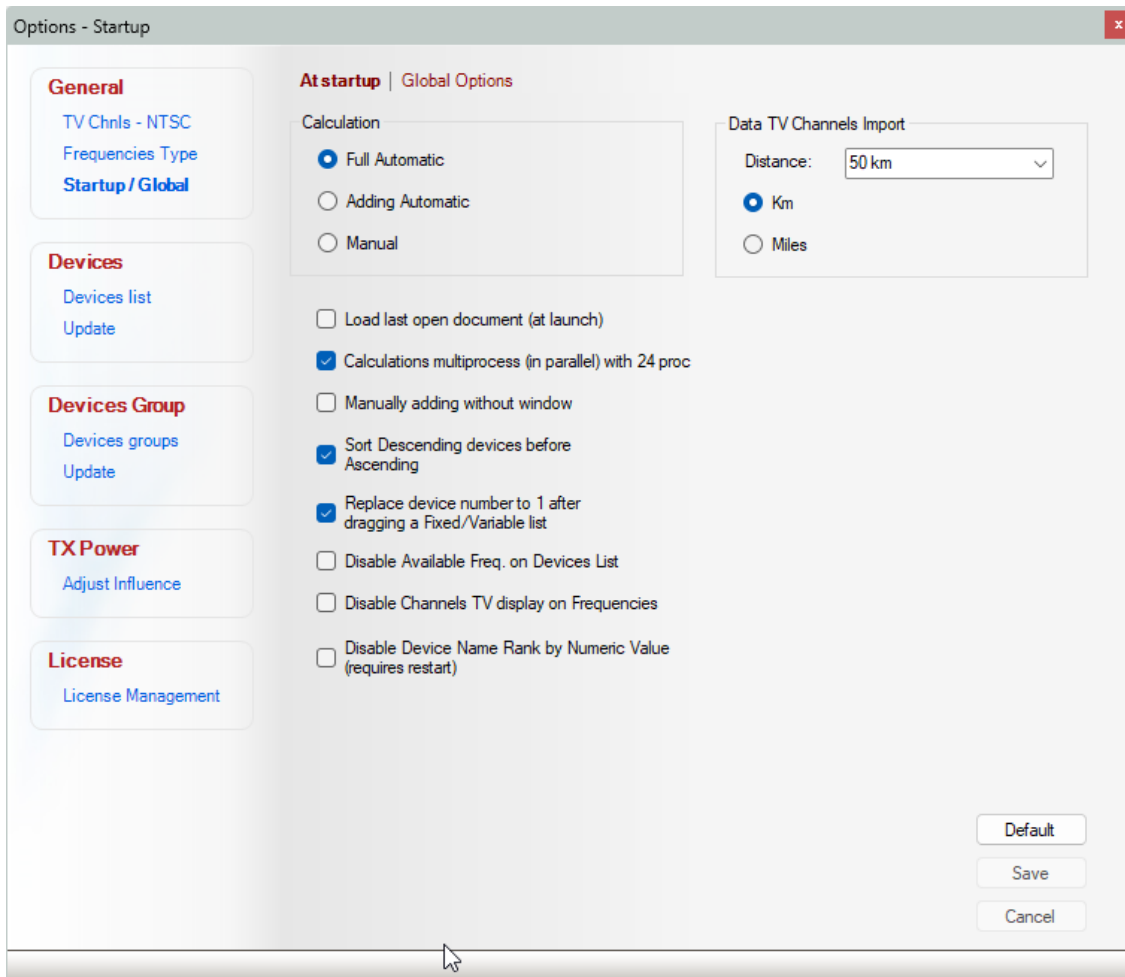 Options - Startup
x
General
TV Chnls - NTSC
Frequencies Type
Startup / Global
Devices
Devices list
Update
Devices Group
Devices groups
Update
TX Power
Adjust Influence
License
License Management
At startup | Global Options
Calculation
Full Automatic
Adding Automatic
Manual
Data TV Channels Import
Distance: 50 km
Km
Miles
Load last open document (at launch)
Calculations multiprocess (in parallel) with 24 proc
Manually adding without window
Sort Descending devices before
Ascending
Replace device number to 1 after
dragging a Fixed/Variable list
Disable Available Freq. on Devices List
Disable Channels TV display on Frequencies
Disable Device Name Rank by Numeric Value
(requires restart)
Default
Save
Cancel